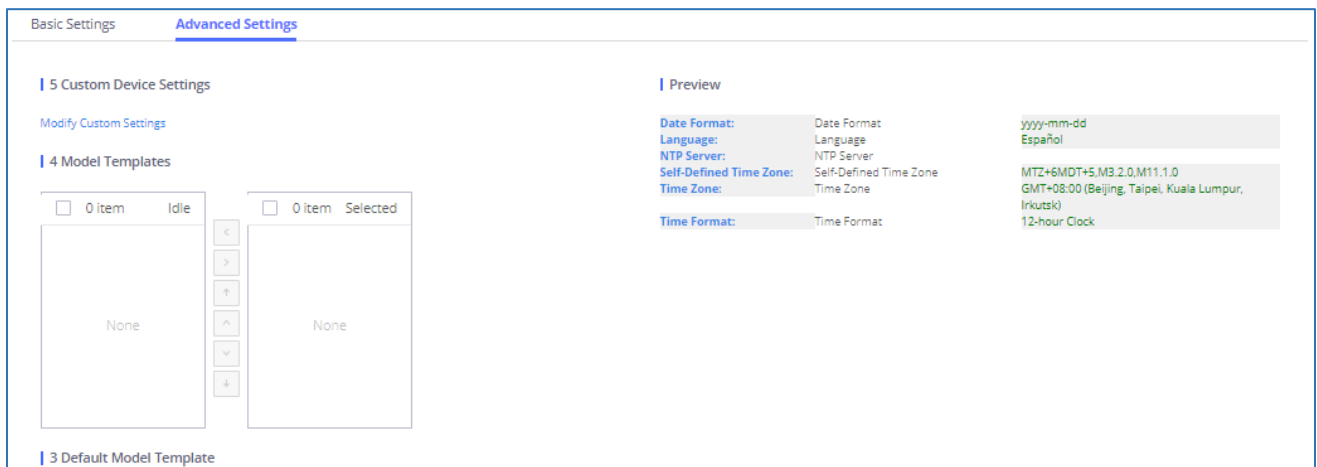 Basic Settings Advanced Settings
5 Custom Device Settings
Modify Custom Settings
4 Model Templates
0 item Idle
None
0 item Selected
None
3 Default Model Template
Preview
Date Format: Date Format yyyy-mm-dd
Language: Language Español
NTP Server: NTP Server
Self-Defined Time Zone: Self-Defined Time Zone MTZ+6MDT+5,M3.2.0,M11.1.0
Time Zone: Time Zone GMT+08:00 (Beijing, Taipei, Kuala Lumpur,
Irkutsk)
Time Format: Time Format 12-hour Clock